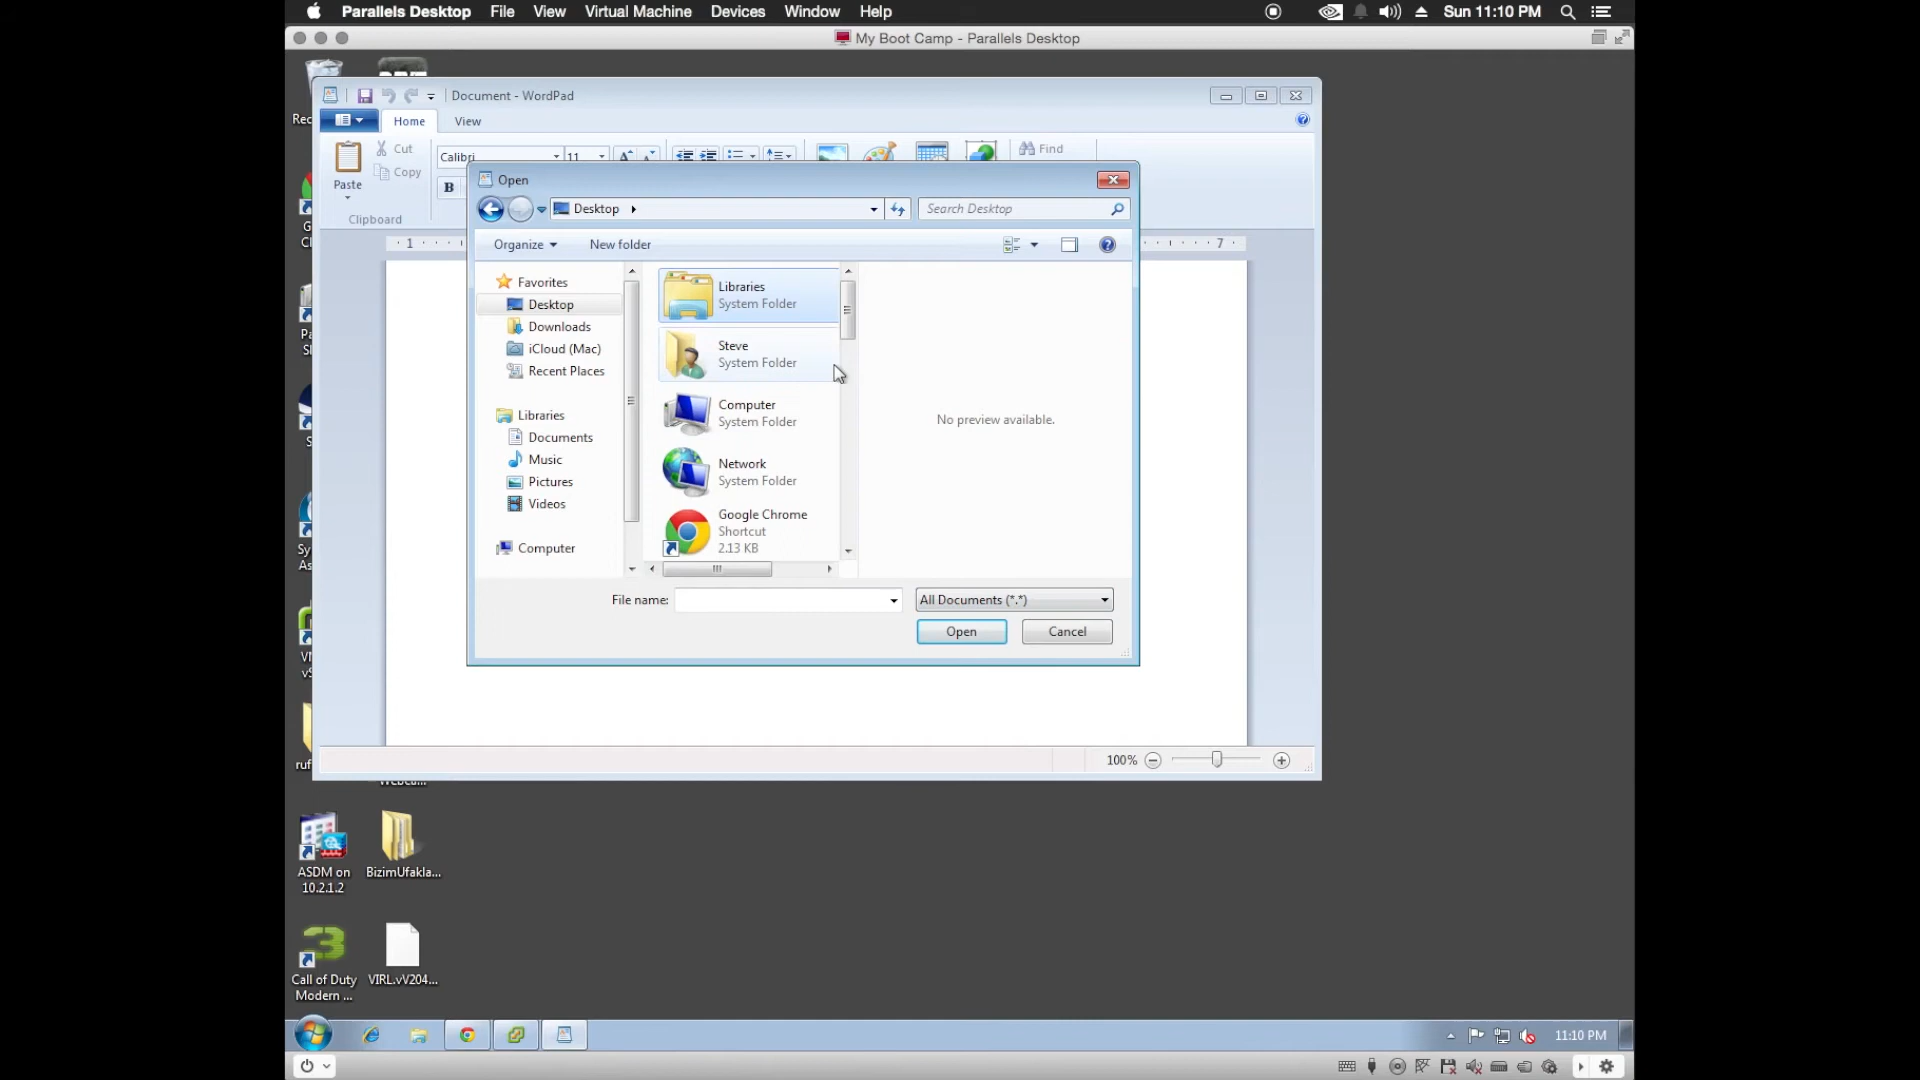 Parallels Desktop File View Virtual Machine Devices Window Help Sun 11:10 PM
My Boot Camp - Parallels Desktop
Document - WordPad
Home View
Paste
Cut
Copy
Clipboard
Calibri 11
B
Find
1 7
Open
Desktop
Search Desktop
Organize New folder
Favorites
Desktop
Downloads
iCloud (Mac)
Recent Places
Libraries
Documents
Music
Pictures
Videos
Computer
Libraries
System Folder
Steve
System Folder
Computer
System Folder
Network
System Folder
Google Chrome
Shortcut
2.13 KB
No preview available.
File name:
All Documents (*.*)
Open Cancel
100%
ruf
ASDM on
10.2.1.2
BizimUfakla...
Call of Duty
Modern ...
VIRL.vV204...
11:10 PM